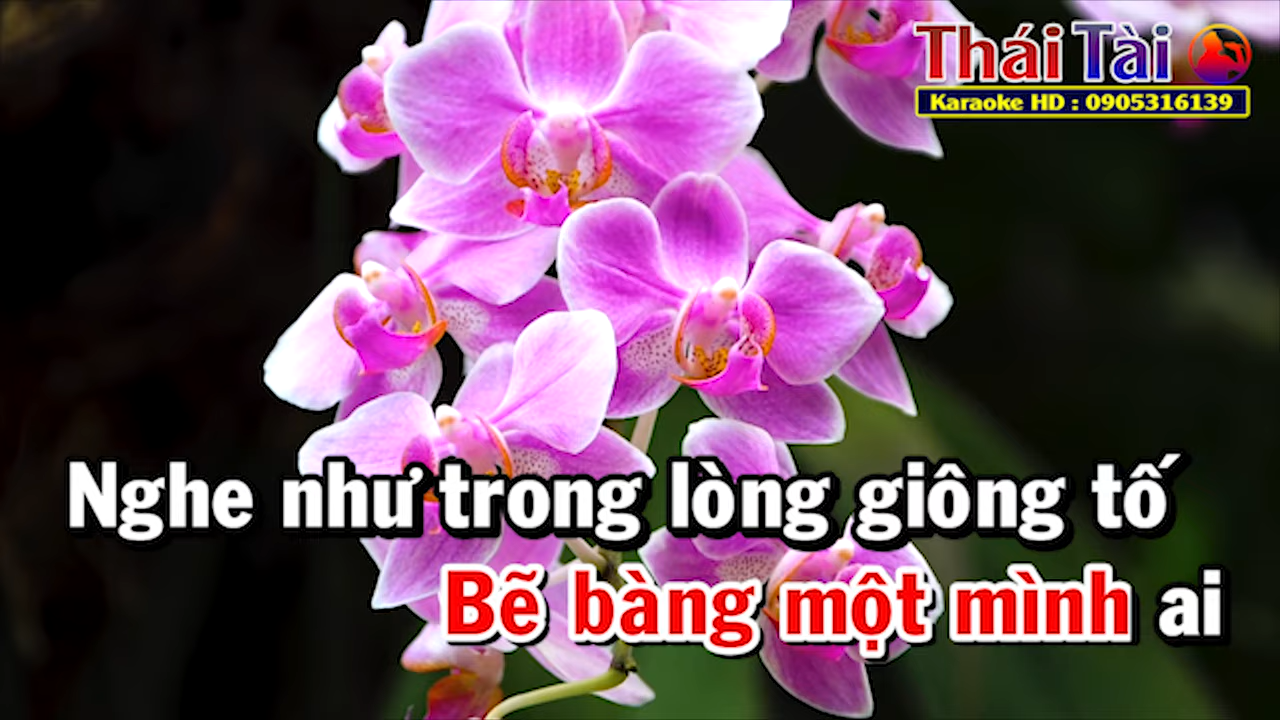 Thái Tài
Karaoke HD : 0905316139
Nghe như trong lòng giông tố
Bẽ bàng một mình ai